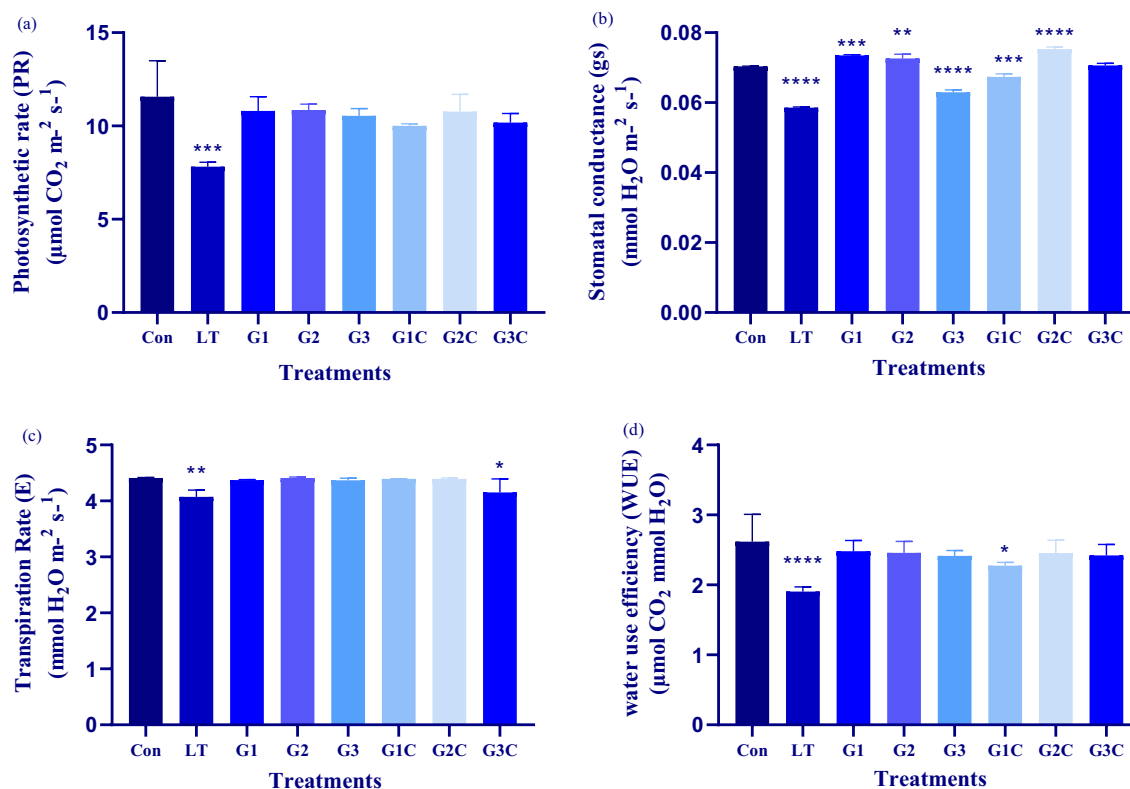 (a)
Photosynthetic rate (PR)
(µmol CO₂ m-² s-¹)
15
10
5
0
***
Con LT G1 G2 G3 G1C G2C G3C
Treatments
(b)
Stomatal conductance (gs)
(mmol H₂O m-² s-¹)
0.08
0.06
0.04
0.02
0.00
**** *** ** **** *** ****
Con LT G1 G2 G3 G1C G2C G3C
Treatments
(c)
Transpiration Rate (E)
(mmol H₂O m-² s-¹)
5
4
3
2
1
0
** *
Con LT G1 G2 G3 G1C G2C G3C
Treatments
(d)
water use efficiency (WUE)
(µmol CO₂ mmol H₂O)
4
3
2
1
0
**** *
Con LT G1 G2 G3 G1C G2C G3C
Treatments